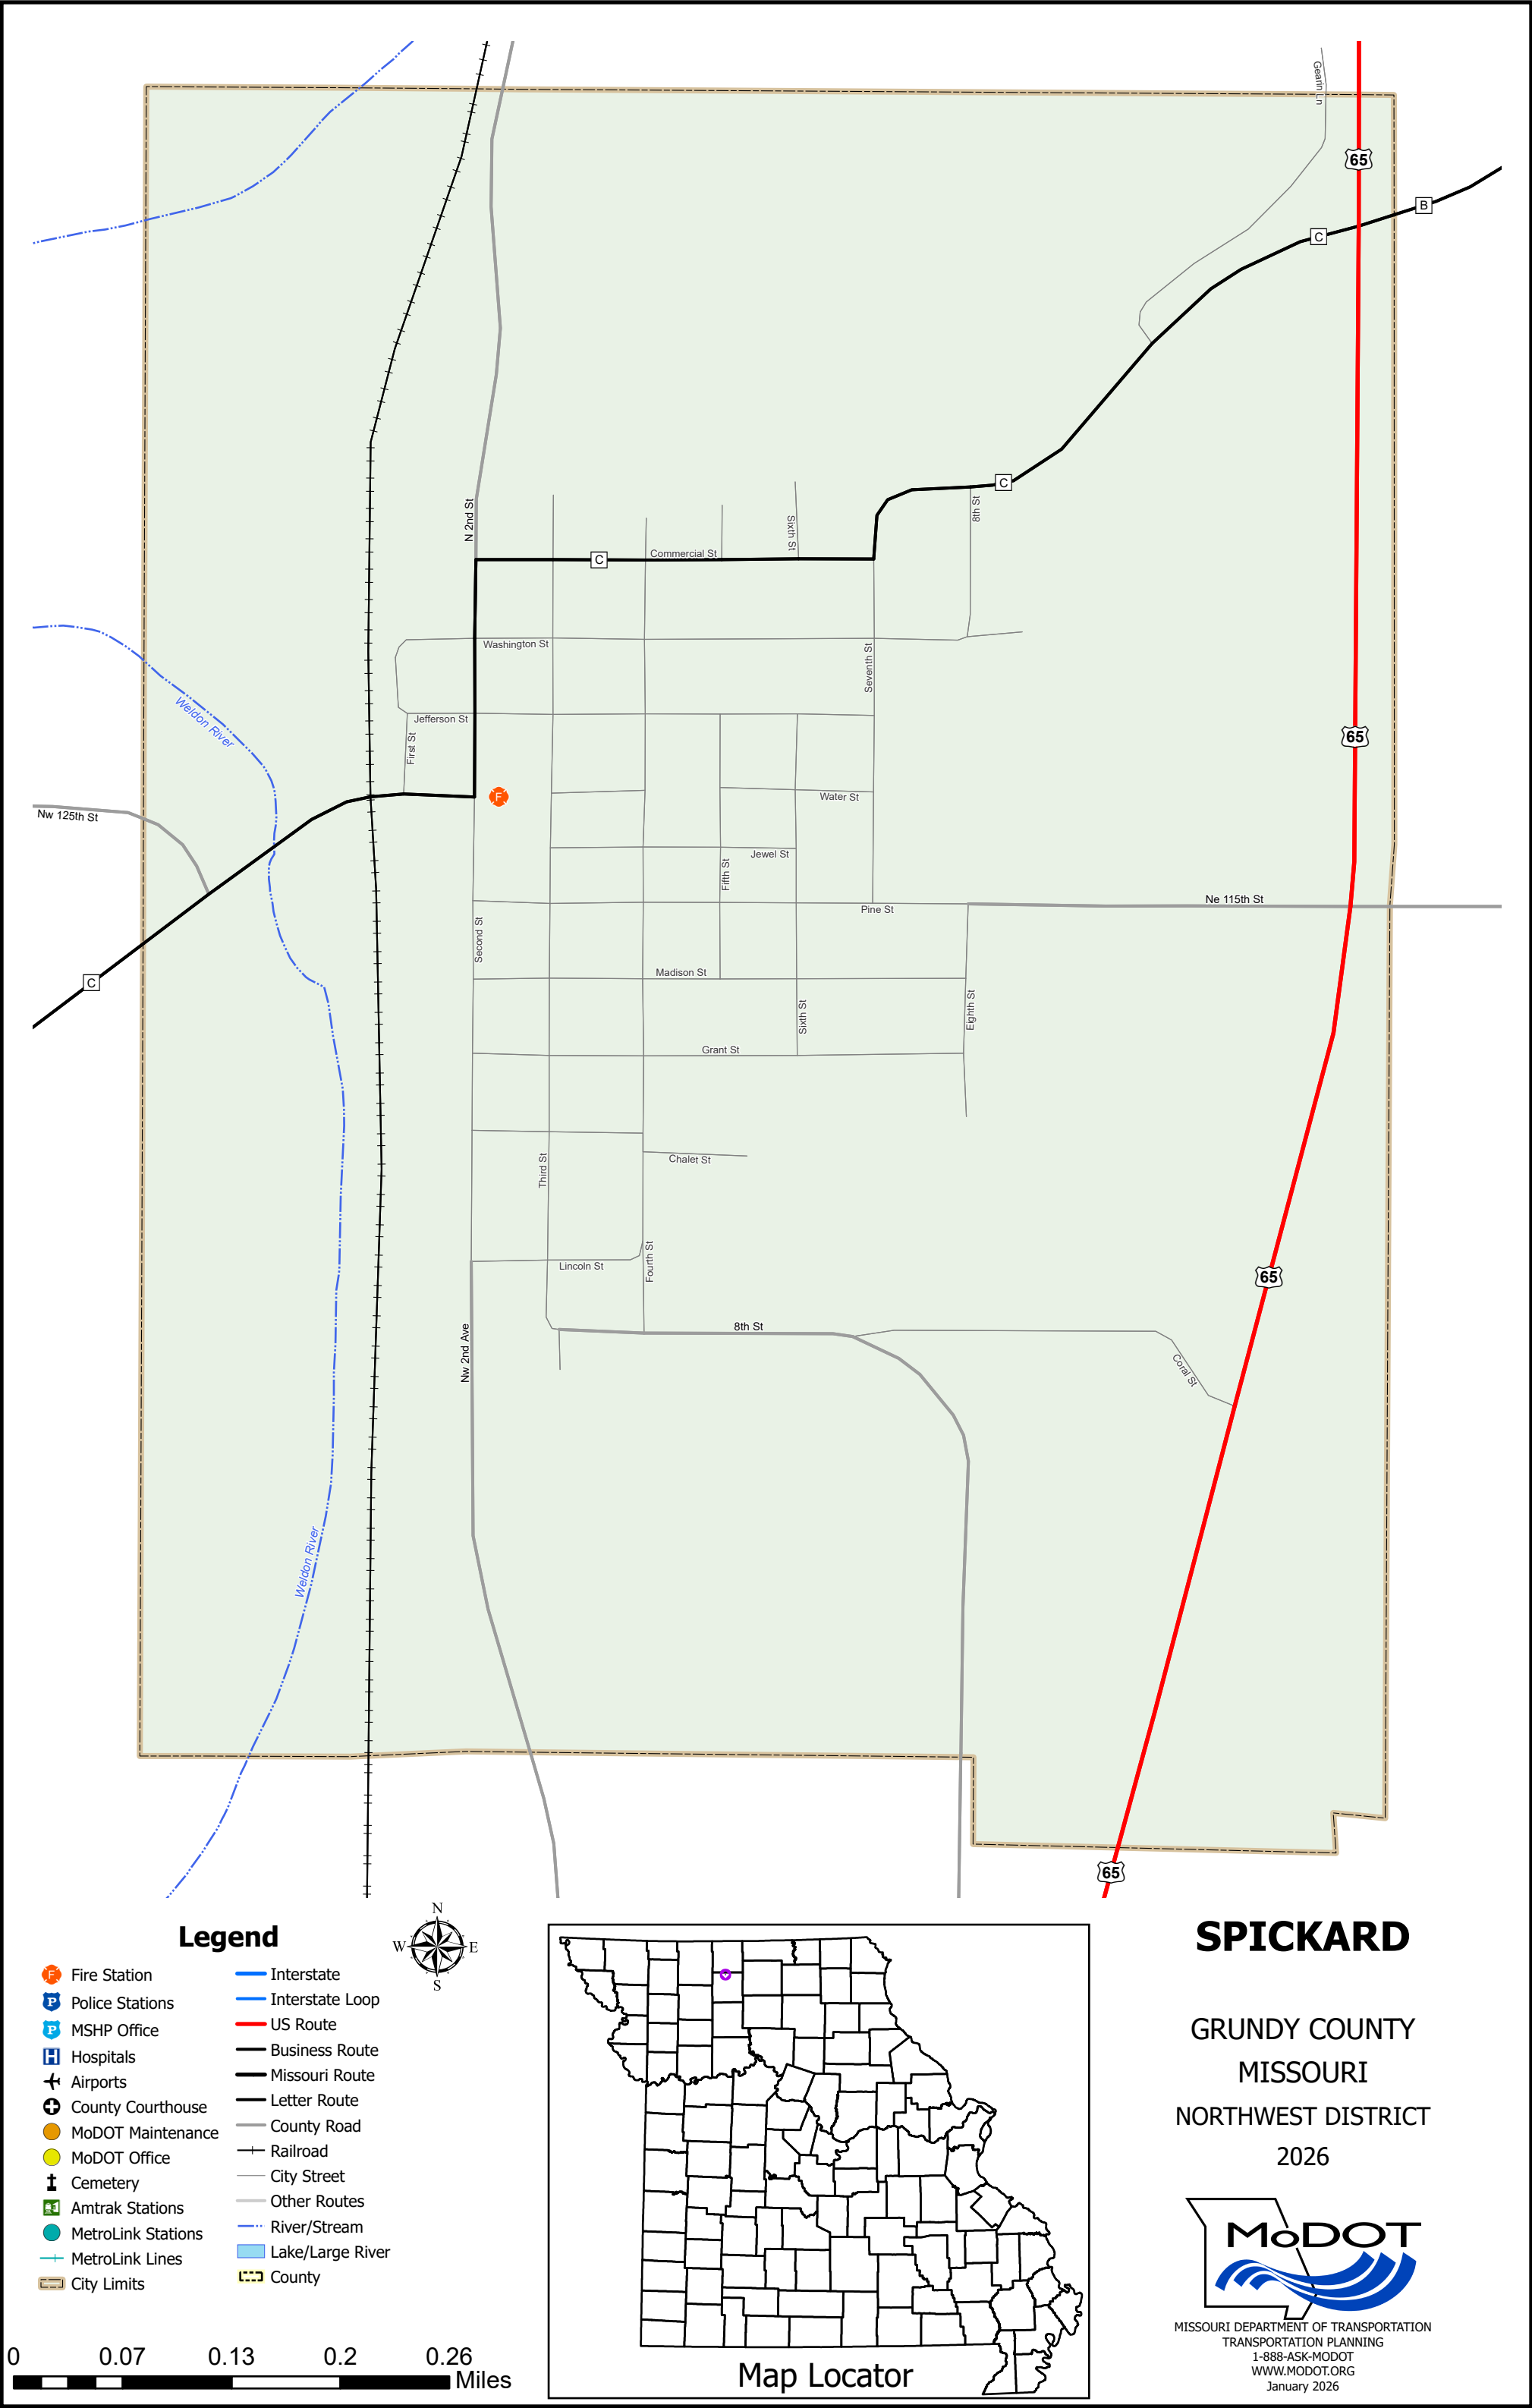 Gearin Ln
65
B
C
C
N 2nd St
Sixth St
8th St
Commercial St
C
Washington St
Seventh St
Weldon River
Jefferson St
First St
65
F
Water St
Nw 125th St
Jewel St
Fifth St
Ne 115th St
Pine St
Second St
Madison St
C
Sixth St
Eighth St
Grant St
Third St
Chalet St
Fourth St
Lincoln St
65
8th St
Nw 2nd Ave
Coral St
Weldon River
65
Legend
N
W E
S
F Fire Station
P Police Stations
P MSHP Office
H Hospitals
Airports
County Courthouse
MoDOT Maintenance
MoDOT Office
Cemetery
Amtrak Stations
MetroLink Stations
MetroLink Lines
City Limits
Interstate
Interstate Loop
US Route
Business Route
Missouri Route
Letter Route
County Road
Railroad
City Street
Other Routes
River/Stream
Lake/Large River
County
0 0.07 0.13 0.2 0.26
Miles
Map Locator
SPICKARD
GRUNDY COUNTY
MISSOURI
NORTHWEST DISTRICT
2026
MoDOT
MISSOURI DEPARTMENT OF TRANSPORTATION
TRANSPORTATION PLANNING
1-888-ASK-MODOT
WWW.MODOT.ORG
January 2026